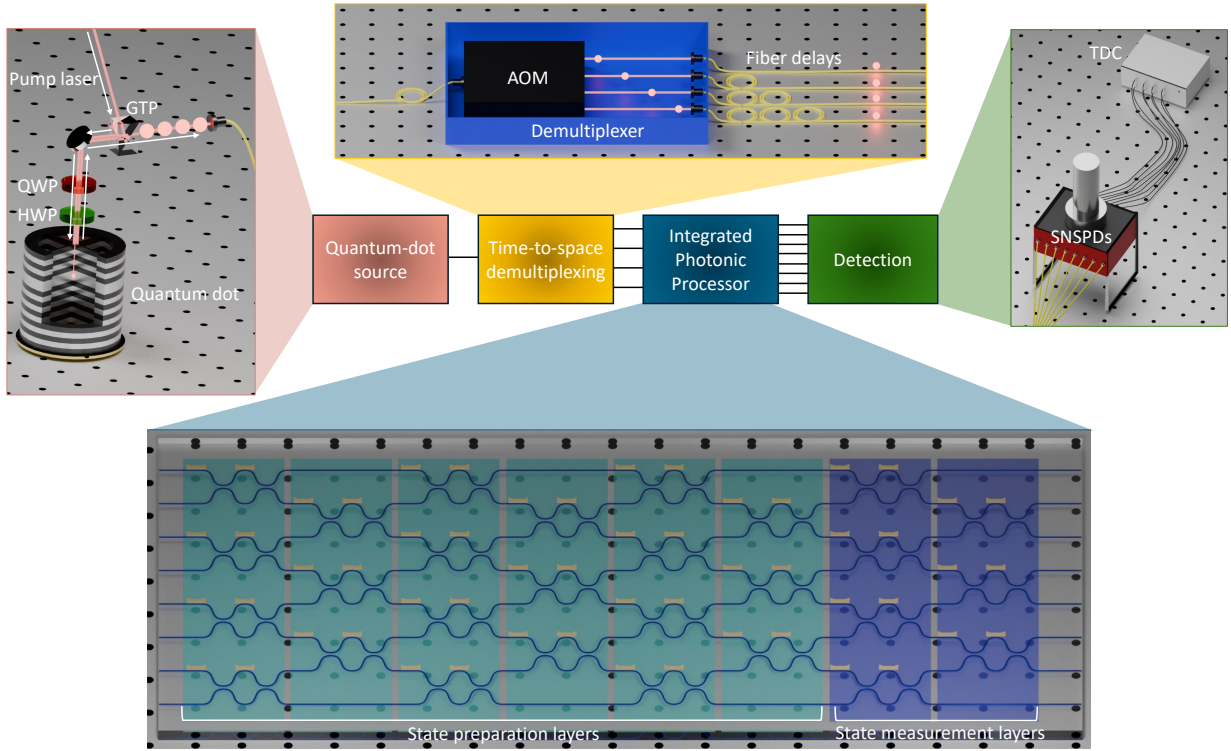 Pump laser
GTP
QWP
HWP
Quantum dot
AOM
Demultiplexer
Fiber delays
TDC
SNSPDs
Quantum-dot
source
Time-to-space
demultiplexing
Integrated
Photonic
Processor
Detection
State preparation layers
State measurement layers